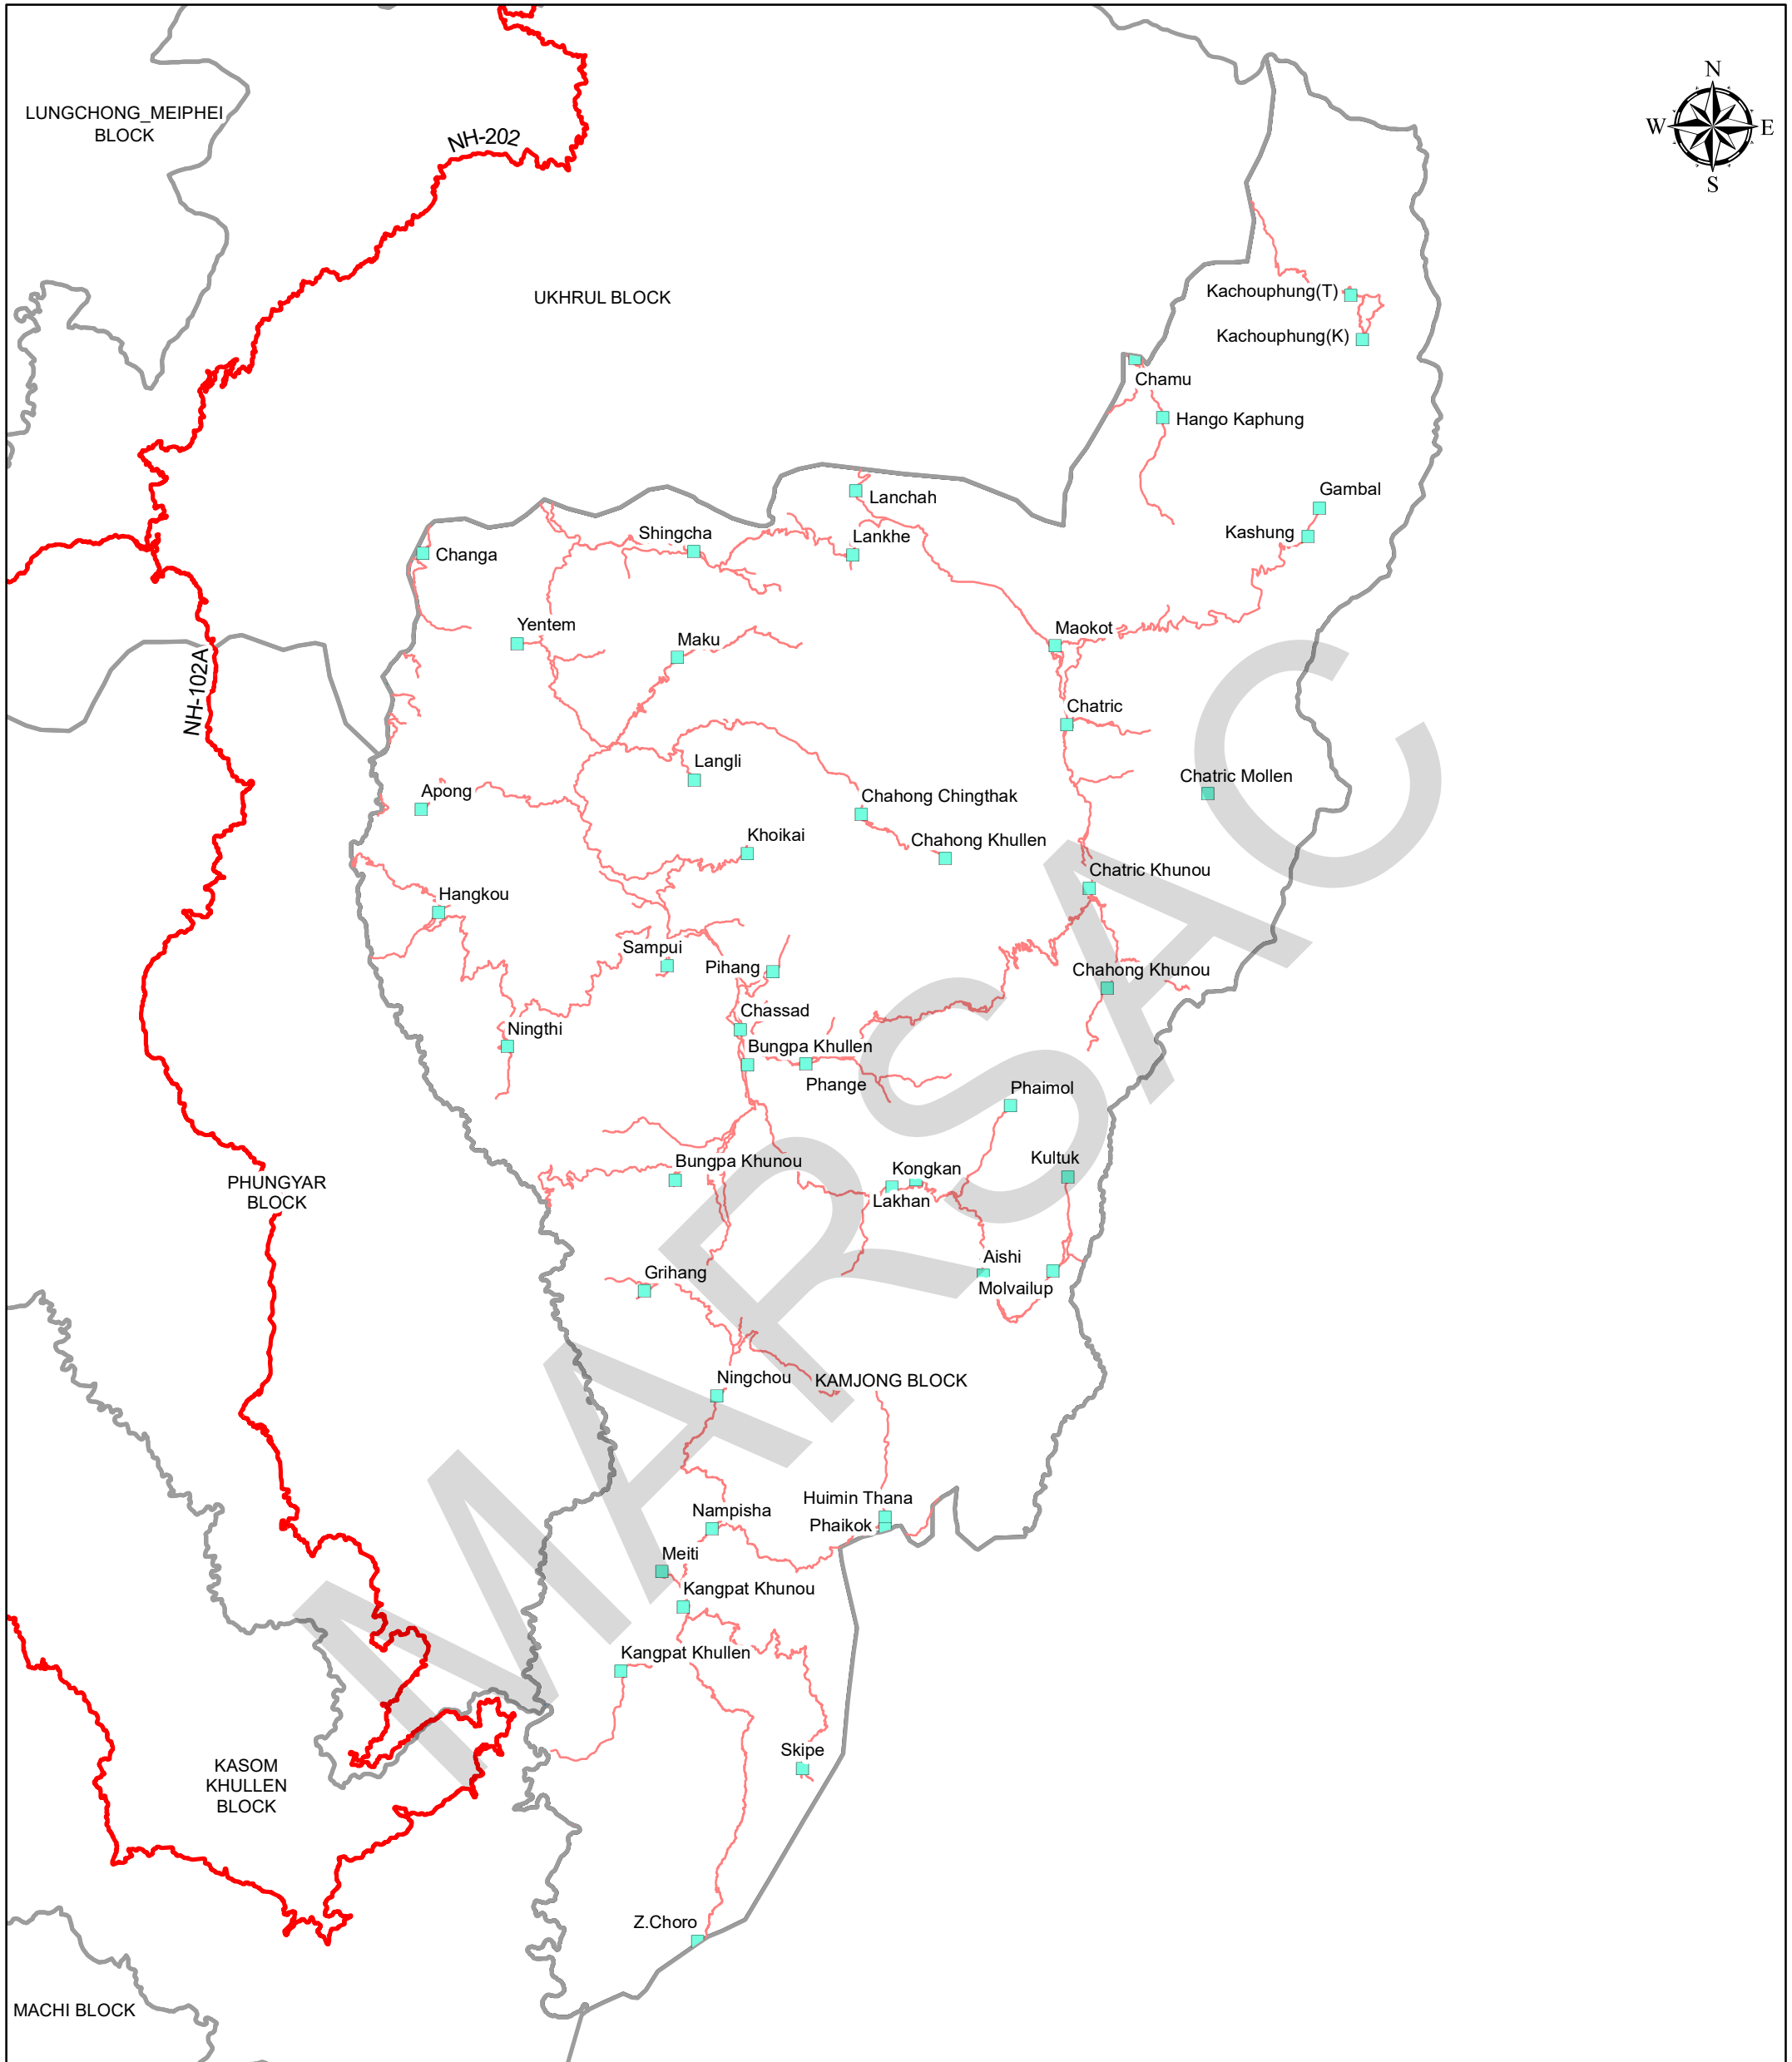 N
LUNGCHONG_MEIPHEI
BLOCK
W
E
NH-202
S
UKHRUL BLOCK
Kachouphung(T)
Kachouphung(K)
Chamu
Hango Kaphung
Gambal
Lanchah
Kashung
Shingcha
Lankhe
Changa
Yentem
Maokot
Maku
NH-102A
Chatric
Langli
Chatric Mollen
Apong
Chahong Chingthak
Khoikai
Chahong Khullen
Chatric Khunou
Hangkou
Sampui
Pihang
Chahong Khunou
Chassad
Ningthi
Bungpa Khullen
Phange
Phaimol
Kultuk
Bungpa Khunou
Kongkan
PHUNGYAR
BLOCK
Lakhan
Aishi
Grihang
Molvailup
Ningchou
KAMJONG BLOCK
Huimin Thana
Nampisha
Phaikok
Meiti
Kangpat Khunou
Kangpat Khullen
Skipe
KASOM
KHULLEN
BLOCK
Z.Choro
MACHI BLOCK
MARSAC